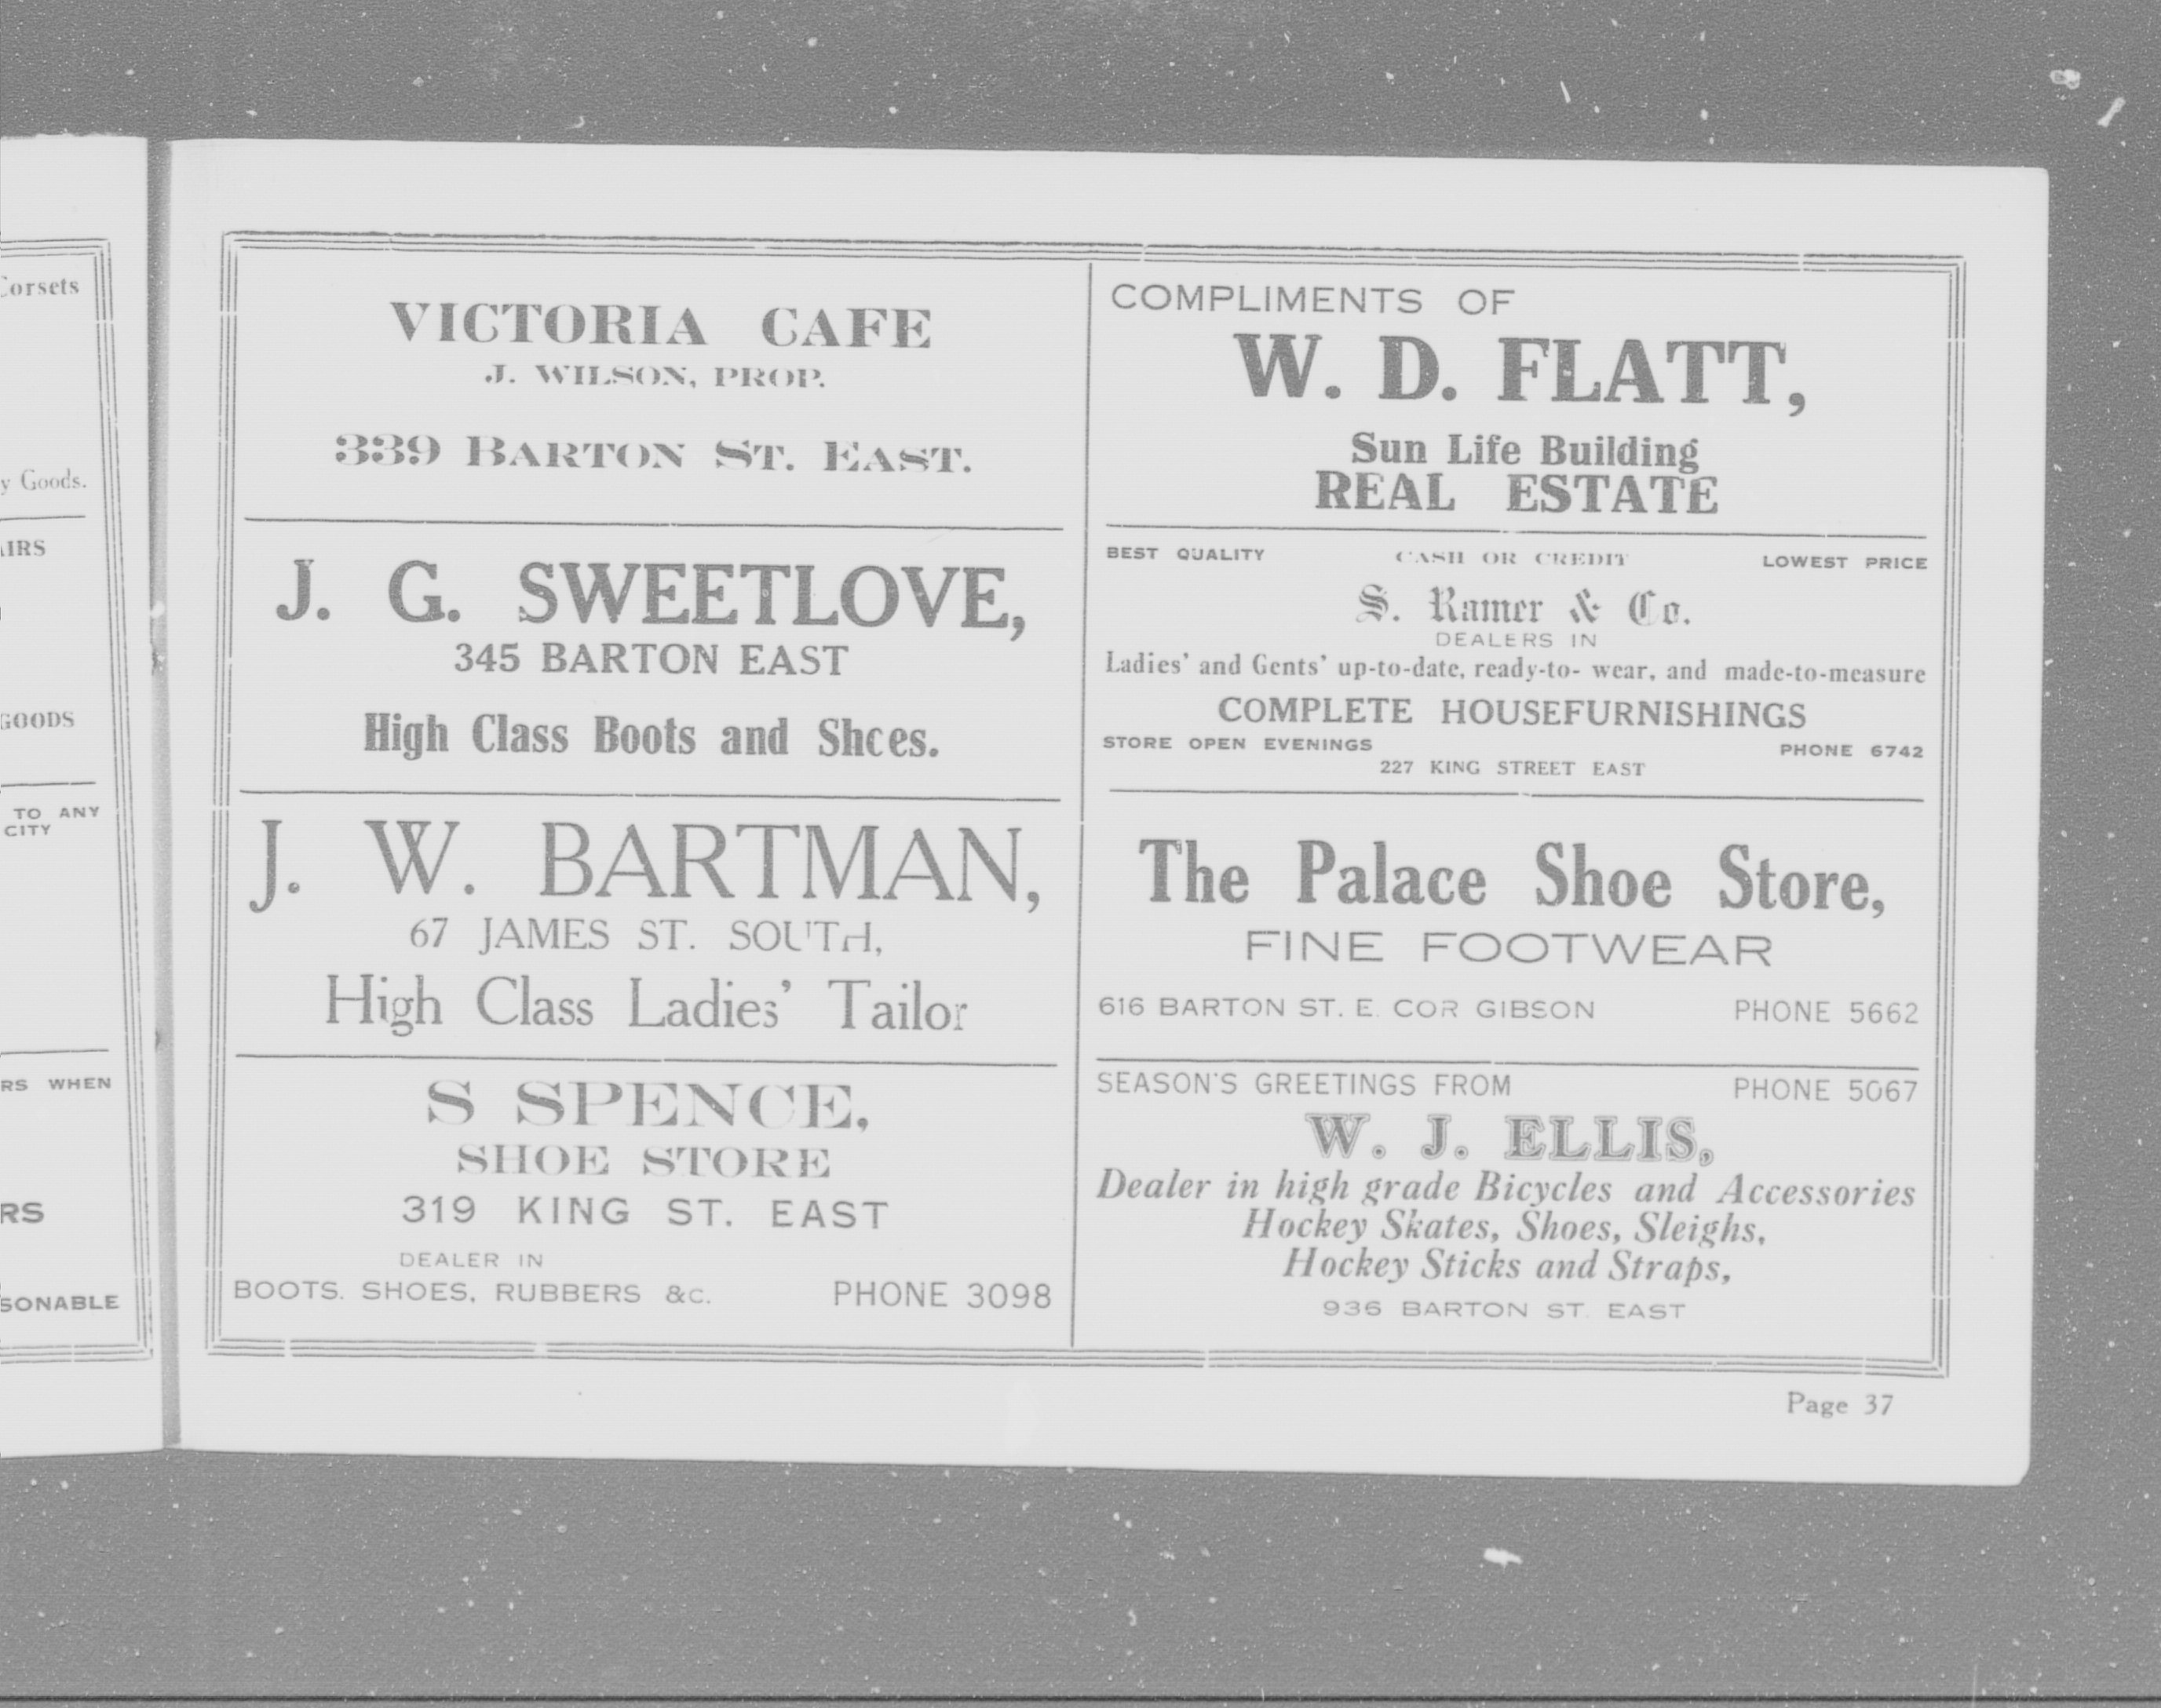 Corsets
y Goods.
AIRS
GOODS
TO ANY
CITY
RS WHEN
RS
SONABLE
VICTORIA CAFE
J. WILSON, PROP.
339 BARTON ST. EAST.
J. G. SWEETLOVE,
345 BARTON EAST
High Class Boots and Shoes.
J. W. BARTMAN,
67 JAMES ST. SOUTH,
High Class Ladies' Tailor
S SPENCE,
SHOE STORE
319 KING ST. EAST
DEALER IN
BOOTS. SHOES, RUBBERS &c. PHONE 3098
COMPLIMENTS OF
W. D. FLATT,
Sun Life Building
REAL ESTATE
BEST QUALITY CASH OR CREDIT LOWEST PRICE
S. Ramer & Co.
DEALERS IN
Ladies' and Gents' up-to-date, ready-to- wear, and made-to-measure
COMPLETE HOUSEFURNISHINGS
STORE OPEN EVENINGS PHONE 6742
227 KING STREET EAST
The Palace Shoe Store,
FINE FOOTWEAR
616 BARTON ST. E. COR GIBSON PHONE 5662
SEASON'S GREETINGS FROM PHONE 5067
W. J. ELLIS,
Dealer in high grade Bicycles and Accessories
Hockey Skates, Shoes, Sleighs,
Hockey Sticks and Straps,
936 BARTON ST. EAST
Page 37